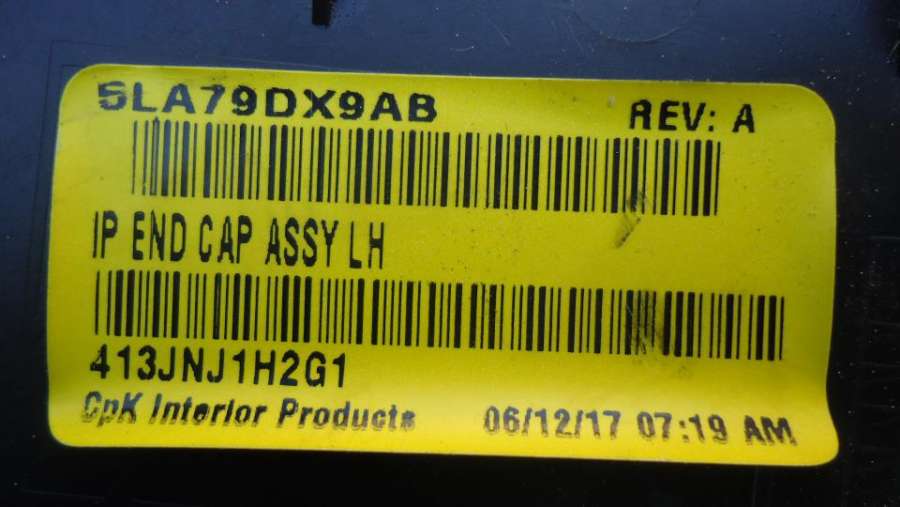 5LA79DX9AB REV: A
IP END CAP ASSY LH
413JNJ1H2G1
CpK Interior Products 06/12/17 07:19 AM